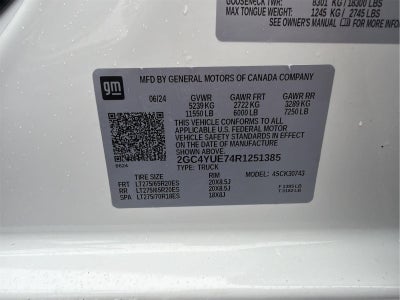 GOOSENECK TWR: 8301 KG / 18300 LBS
MAX TONGUE WEIGHT: 1245 KG / 2745 LBS
SEE OWNER'S MANUAL
gm
MFD BY GENERAL MOTORS OF CANADA COMPANY
06/24 GVWR GAWR FRT GAWR RR
5239 KG 2722 KG 3289 KG
11550 LB 6000 LB 7250 LB
THIS VEHICLE CONFORMS TO ALL
APPLICABLE U.S. FEDERAL MOTOR
VEHICLE SAFETY STANDARDS IN EFFECT ON
THE DATE OF MANUFACTURE SHOWN ABOVE.
2GC4YUE74R1251385
TYPE: TRUCK
TIRE SIZE RIM 45CK30743
FRT LT275/65R20ES 20X8.5J
RR LT275/65R20ES 20X8.5J
SPA LT275/70R18ES 18X8J